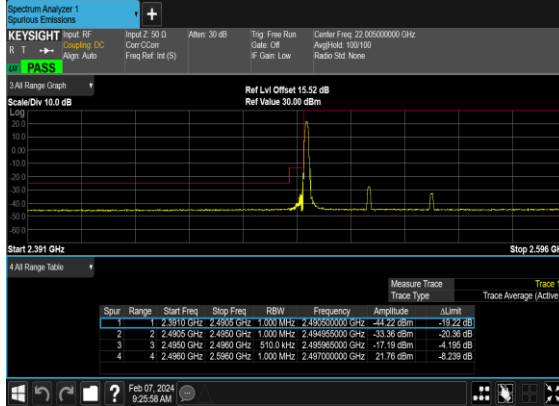 Spectrum Analyzer 1
Spurious Emissions
KEYSIGHT Input: RF Input Z: 50 Ω Atten: 30 dB Trig: Free Run Center Freq: 22.005000000 GHz
R T Coupling: DC Corr CCorr Gate: Off Avg|Hold: 100/100
Align: Auto Freq Ref: Int (S) IF Gain: Low Radio Std: None
PASS
3 All Range Graph Ref Lvl Offset 15.52 dB
Scale/Div 10.0 dB Ref Value 30.00 dBm
Log
20.0
10.0
0.00
-10.0
-20.0
-30.0
-40.0
-50.0
-60.0
Start 2.391 GHz Stop 2.596 GH
4 All Range Table
Measure Trace Trace 1
Trace Type Trace Average (Active
Spur Range Start Freq Stop Freq RBW Frequency Amplitude ΔLimit
1 1 2.3910 GHz 2.4905 GHz 1.000 MHz 2.490500000 GHz -44.22 dBm -19.22 dB
2 2 2.4905 GHz 2.4950 GHz 1.000 MHz 2.494955000 GHz -33.36 dBm -20.36 dB
3 3 2.4950 GHz 2.4960 GHz 510.0 kHz 2.495965000 GHz -17.19 dBm -4.195 dB
4 4 2.4960 GHz 2.5960 GHz 1.000 MHz 2.497000000 GHz 21.76 dBm -8.239 dB
Feb 07, 2024
9:25:58 AM